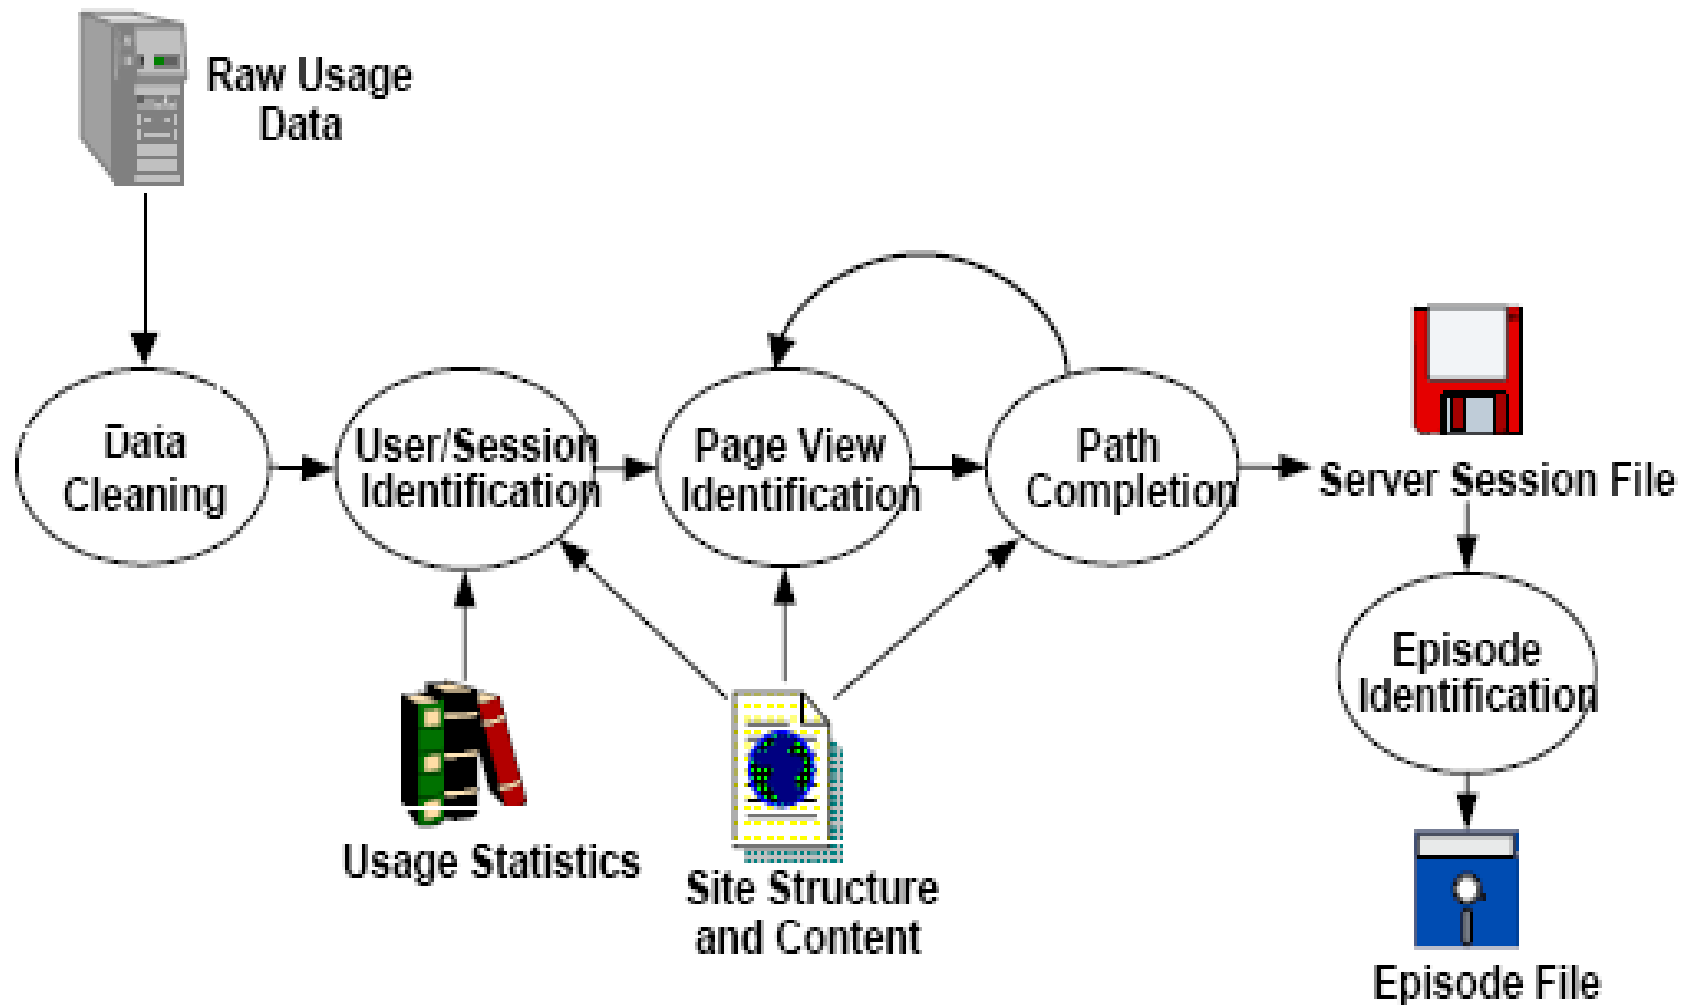 Raw Usage
Data
Data
Cleaning
User/Session
Identification
Page View
Identification
Path
Completion
Server Session File
Episode
Identification
Usage Statistics
Site Structure
and Content
Episode File